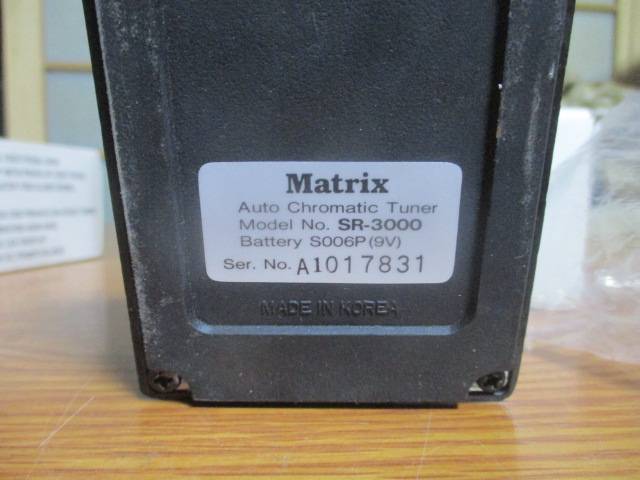 Matrix
Auto Chromatic Tuner
Model No. SR-3000
Battery S006P(9V)
Ser. No. A1017831
MADE IN KOREA